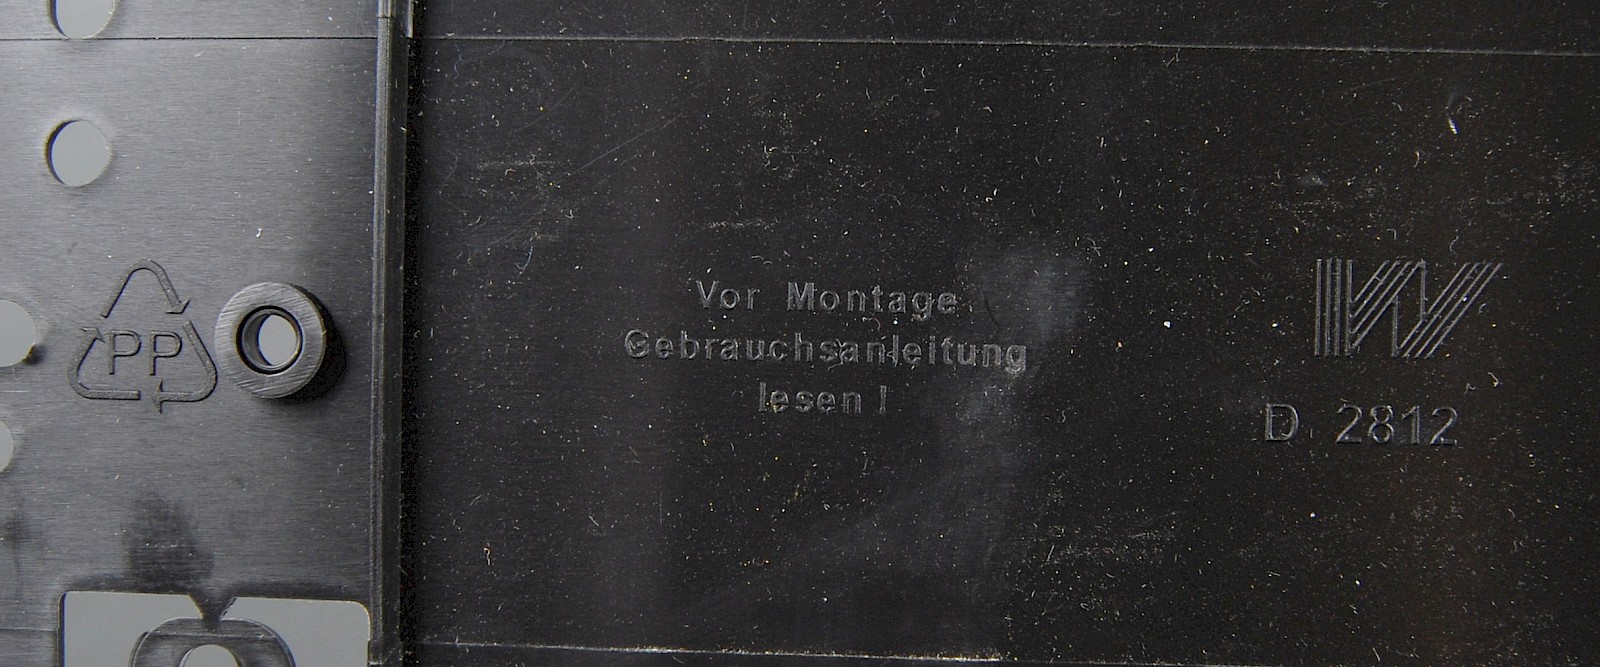 PP
Vor Montage
Gebrauchsanleitung
lesen !
W
D 2812